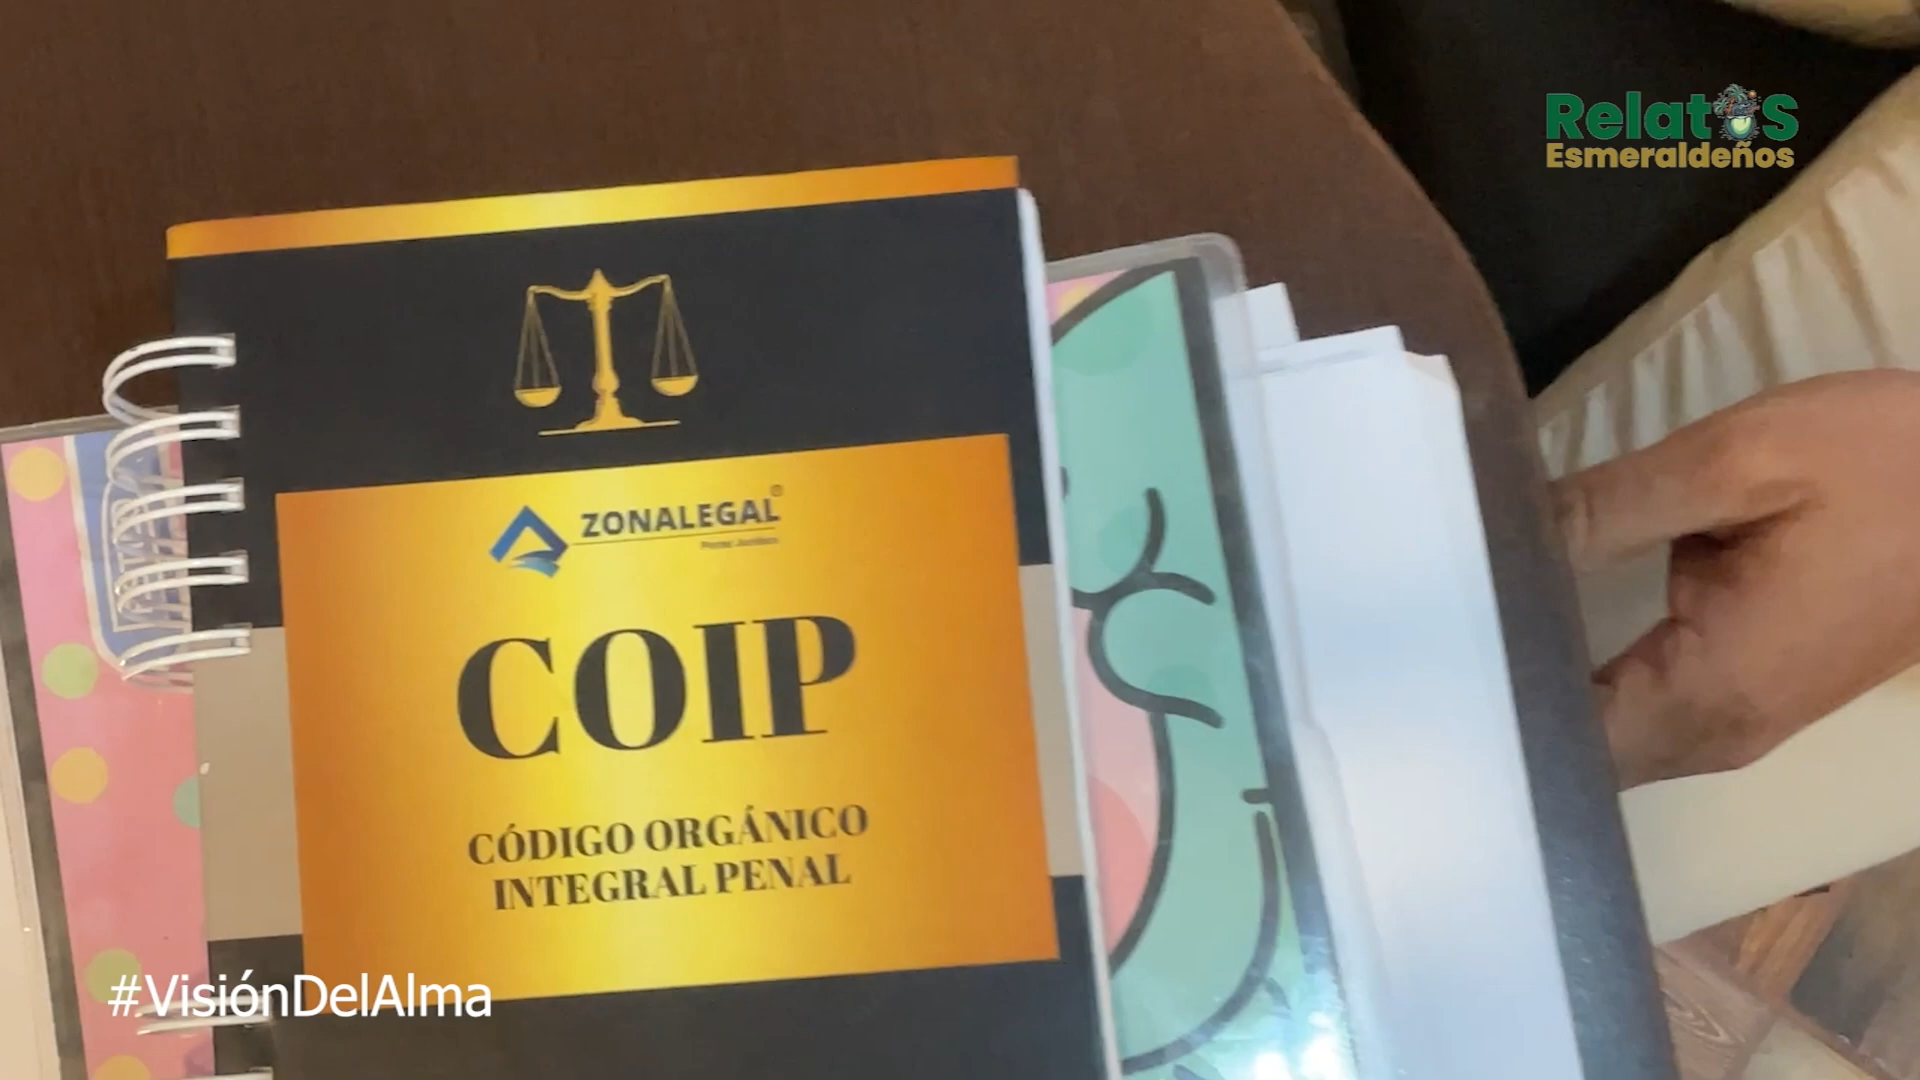 Relatos
Esmeraldeños
ZONALEGAL
COIP
CÓDIGO ORGÁNICO
INTEGRAL PENAL
#VisiónDelAlma